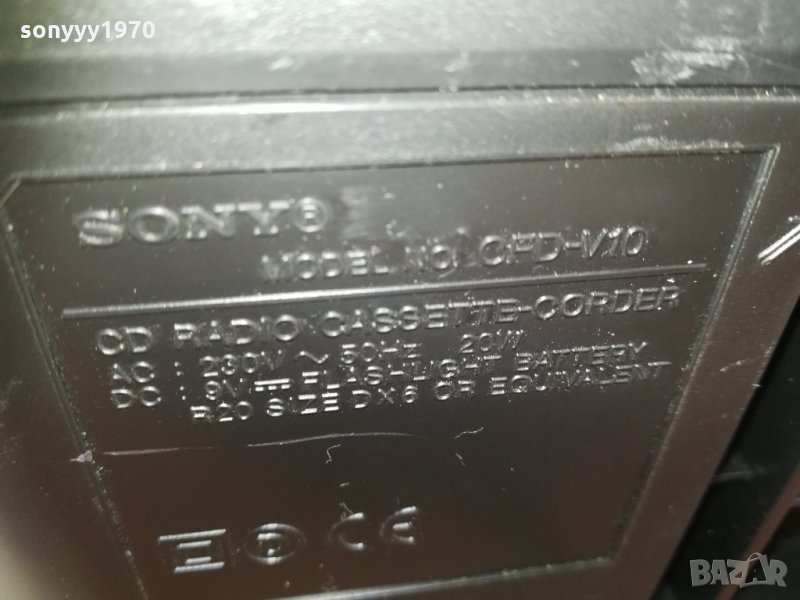 sonyyy1970
SONY®
MODEL NO. CFD-V10
CD RADIO CASSETTE-CORDER
AC : 230V ~ 50Hz 20W
DC : 9V ⎓ FLASHLIGHT BATTERY
R20 SIZE D×6 OR EQUIVALENT
CE
BAZAR